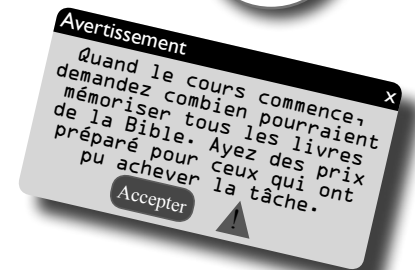 Avertissement
x
Quand le cours commence,
demandez combien pourraient
mémoriser tous les livres
de la Bible. Ayez des prix
préparé pour ceux qui ont
pu achever la tâche.
Accepter
!